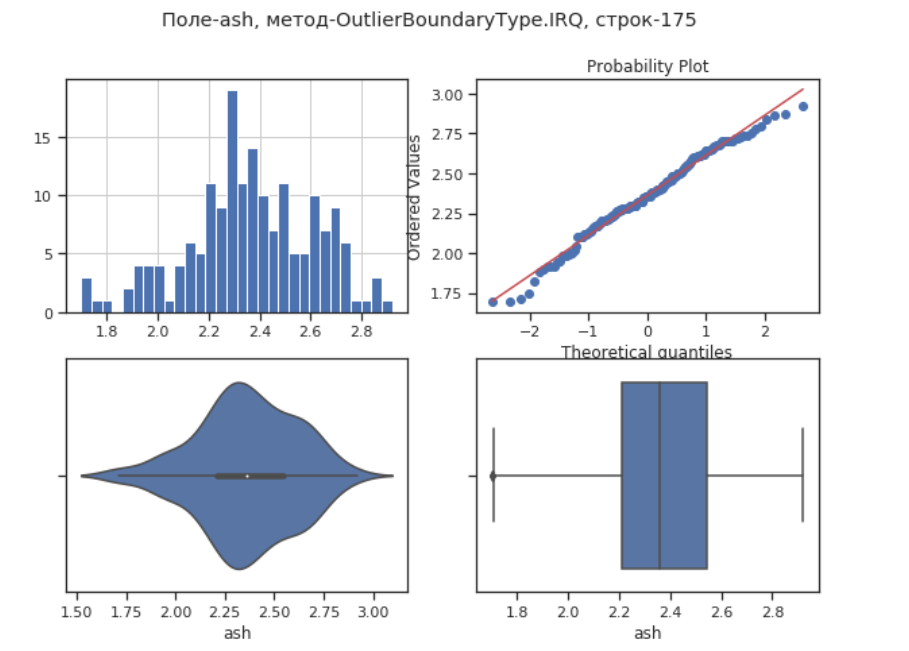 Поле-ash, метод-OutlierBoundaryType.IRQ, строк-175
Probability Plot
15
10
5
0
1.8 2.0 2.2 2.4 2.6 2.8
Ordered Values
3.00
2.75
2.50
2.25
2.00
1.75
−2 −1 0 1 2
Theoretical quantiles
1.50 1.75 2.00 2.25 2.50 2.75 3.00
ash
1.8 2.0 2.2 2.4 2.6 2.8
ash